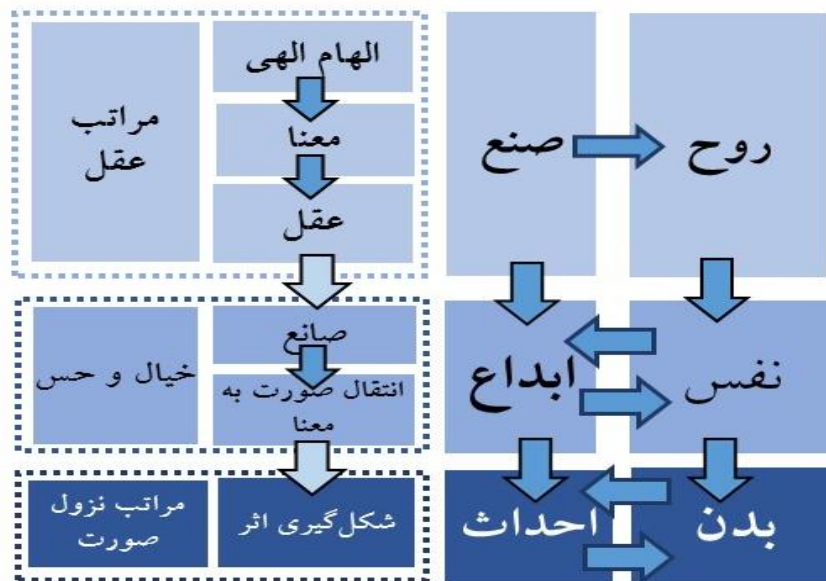 روح
صنع
الهام الهی
معنا
عقل
مراتب
عقل
نفس
ابداع
صانع
انتقال صورت به
معنا
خیال و حس
بدن
احداث
شکل‌گیری اثر
مراتب نزول
صورت